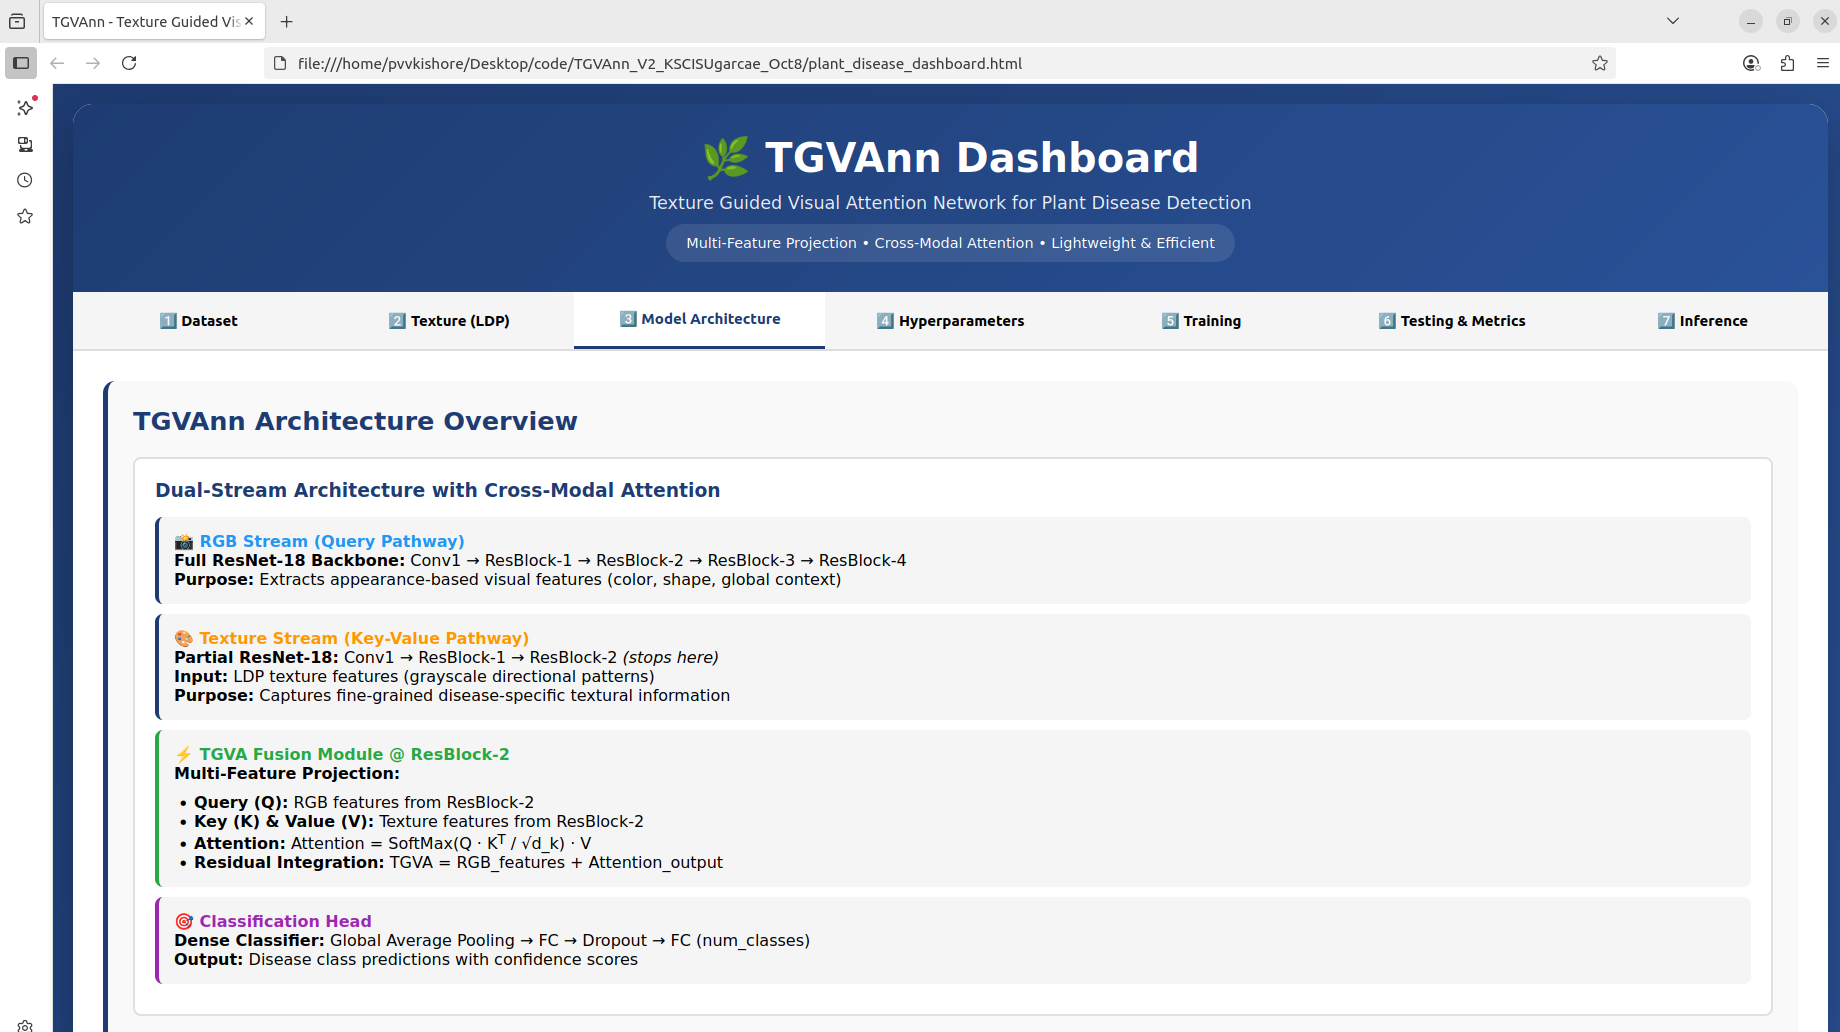 TGVAnn - Texture Guided Vis
file:///home/pvvkishore/Desktop/code/TGVAnn_V2_KSCISUgarcae_Oct8/plant_disease_dashboard.html
🌿 TGVAnn Dashboard
Texture Guided Visual Attention Network for Plant Disease Detection
Multi-Feature Projection • Cross-Modal Attention • Lightweight & Efficient
1️⃣ Dataset
2️⃣ Texture (LDP)
3️⃣ Model Architecture
4️⃣ Hyperparameters
5️⃣ Training
6️⃣ Testing & Metrics
7️⃣ Inference
TGVAnn Architecture Overview
Dual-Stream Architecture with Cross-Modal Attention
📸 RGB Stream (Query Pathway)
Full ResNet-18 Backbone: Conv1 → ResBlock-1 → ResBlock-2 → ResBlock-3 → ResBlock-4
Purpose: Extracts appearance-based visual features (color, shape, global context)
🎨 Texture Stream (Key-Value Pathway)
Partial ResNet-18: Conv1 → ResBlock-1 → ResBlock-2 (stops here)
Input: LDP texture features (grayscale directional patterns)
Purpose: Captures fine-grained disease-specific textural information
⚡ TGVA Fusion Module @ ResBlock-2
Multi-Feature Projection:
• Query (Q): RGB features from ResBlock-2
• Key (K) & Value (V): Texture features from ResBlock-2
• Attention: Attention = SoftMax(Q · K^T / √d_k) · V
• Residual Integration: TGVA = RGB_features + Attention_output
🎯 Classification Head
Dense Classifier: Global Average Pooling → FC → Dropout → FC (num_classes)
Output: Disease class predictions with confidence scores